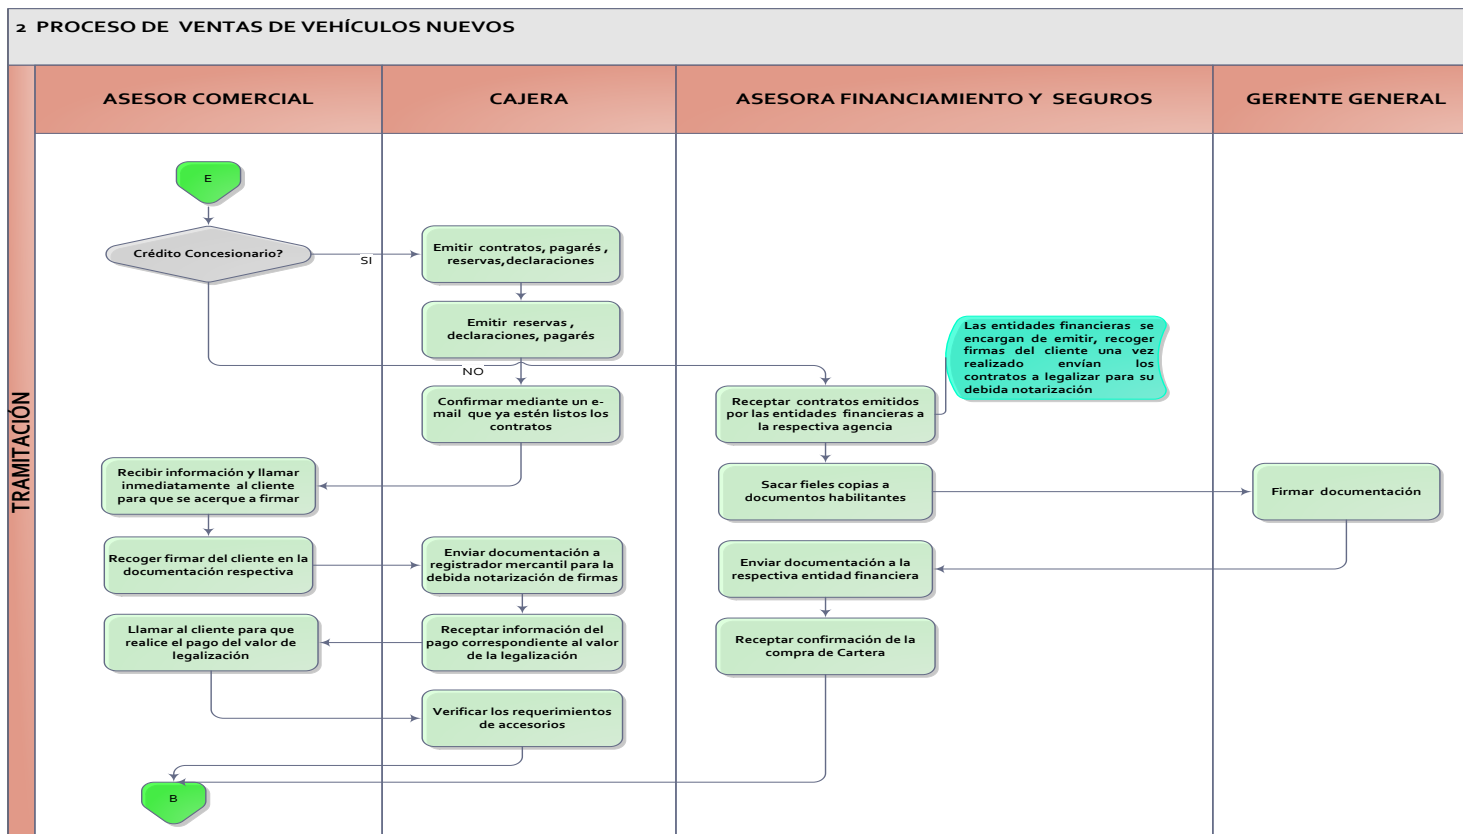 2 PROCESO DE VENTAS DE VEHÍCULOS NUEVOS
ASESOR COMERCIAL
CAJERA
ASESORA FINANCIAMIENTO Y SEGUROS
GERENTE GENERAL
TRAMITACIÓN
E
Crédito Concesionario?
SI
Emitir contratos, pagarés ,
reservas,declaraciones
Emitir reservas ,
declaraciones, pagarés
NO
Las entidades financieras se
encargan de emitir, recoger
firmas del cliente una vez
realizado envían los
contratos a legalizar para su
debida notarización
Confirmar mediante un e-
mail que ya estén listos los
contratos
Receptar contratos emitidos
por las entidades financieras a
la respectiva agencia
Recibir información y llamar
inmediatamente al cliente
para que se acerque a firmar
Sacar fieles copias a
documentos habilitantes
Firmar documentación
Recoger firmar del cliente en la
documentación respectiva
Enviar documentación a
registrador mercantil para la
debida notarización de firmas
Enviar documentación a la
respectiva entidad financiera
Llamar al cliente para que
realice el pago del valor de
legalización
Receptar información del
pago correspondiente al valor
de la legalización
Receptar confirmación de la
compra de Cartera
Verificar los requerimientos
de accesorios
B